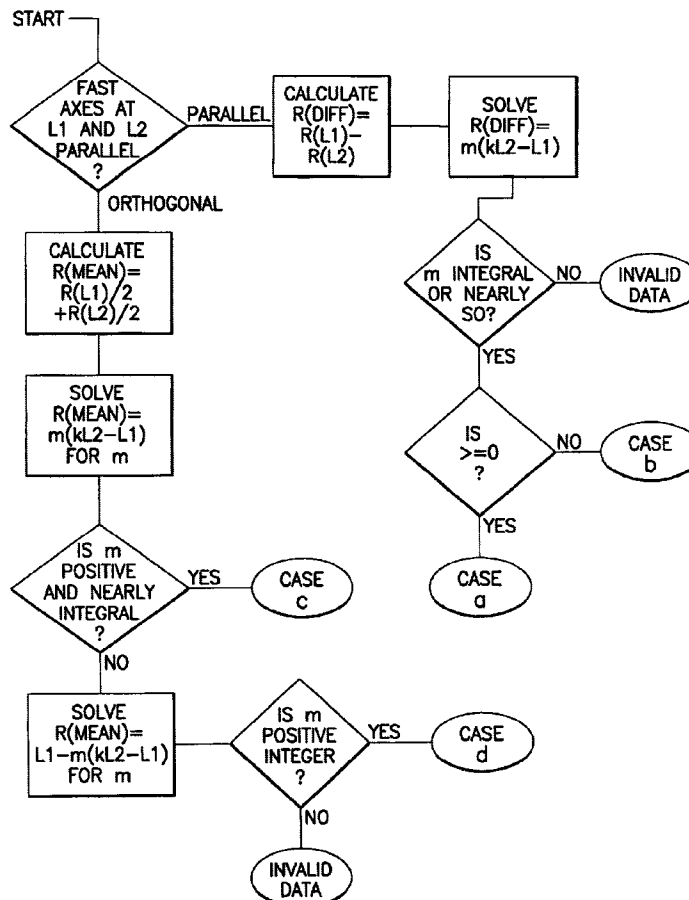 START
FAST
AXES AT
L1 AND L2
PARALLEL
?
PARALLEL
CALCULATE
R(DIFF)=
R(L1)−
R(L2)
SOLVE
R(DIFF)=
m(kL2−L1)
ORTHOGONAL
CALCULATE
R(MEAN)=
R(L1)/2
+R(L2)/2
IS
m INTEGRAL
OR NEARLY
SO?
NO
INVALID
DATA
YES
SOLVE
R(MEAN)=
m(kL2−L1)
FOR m
IS
>=0
?
NO
CASE
b
YES
CASE
a
IS m
POSITIVE
AND NEARLY
INTEGRAL
?
YES
CASE
c
NO
SOLVE
R(MEAN)=
L1−m(kL2−L1)
FOR m
IS m
POSITIVE
INTEGER
?
YES
CASE
d
NO
INVALID
DATA